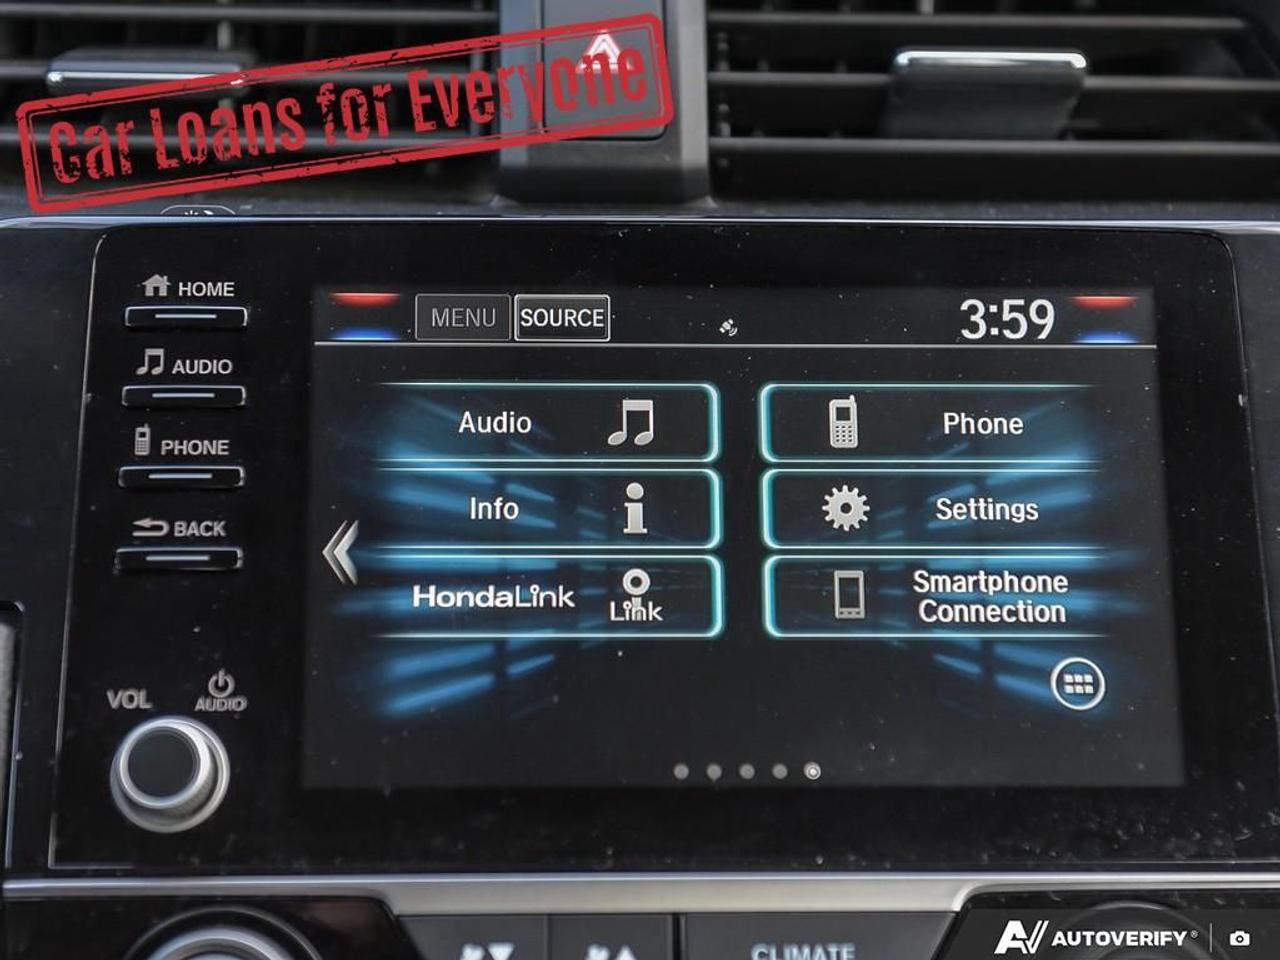 Car Loans for Everyone
HOME
MENU
SOURCE
3:59
AUDIO
Audio
Phone
PHONE
Info
Settings
BACK
HondaLink
Link
Smartphone
Connection
VOL
AUDIO
CLIMATE
AUTOVERIFY